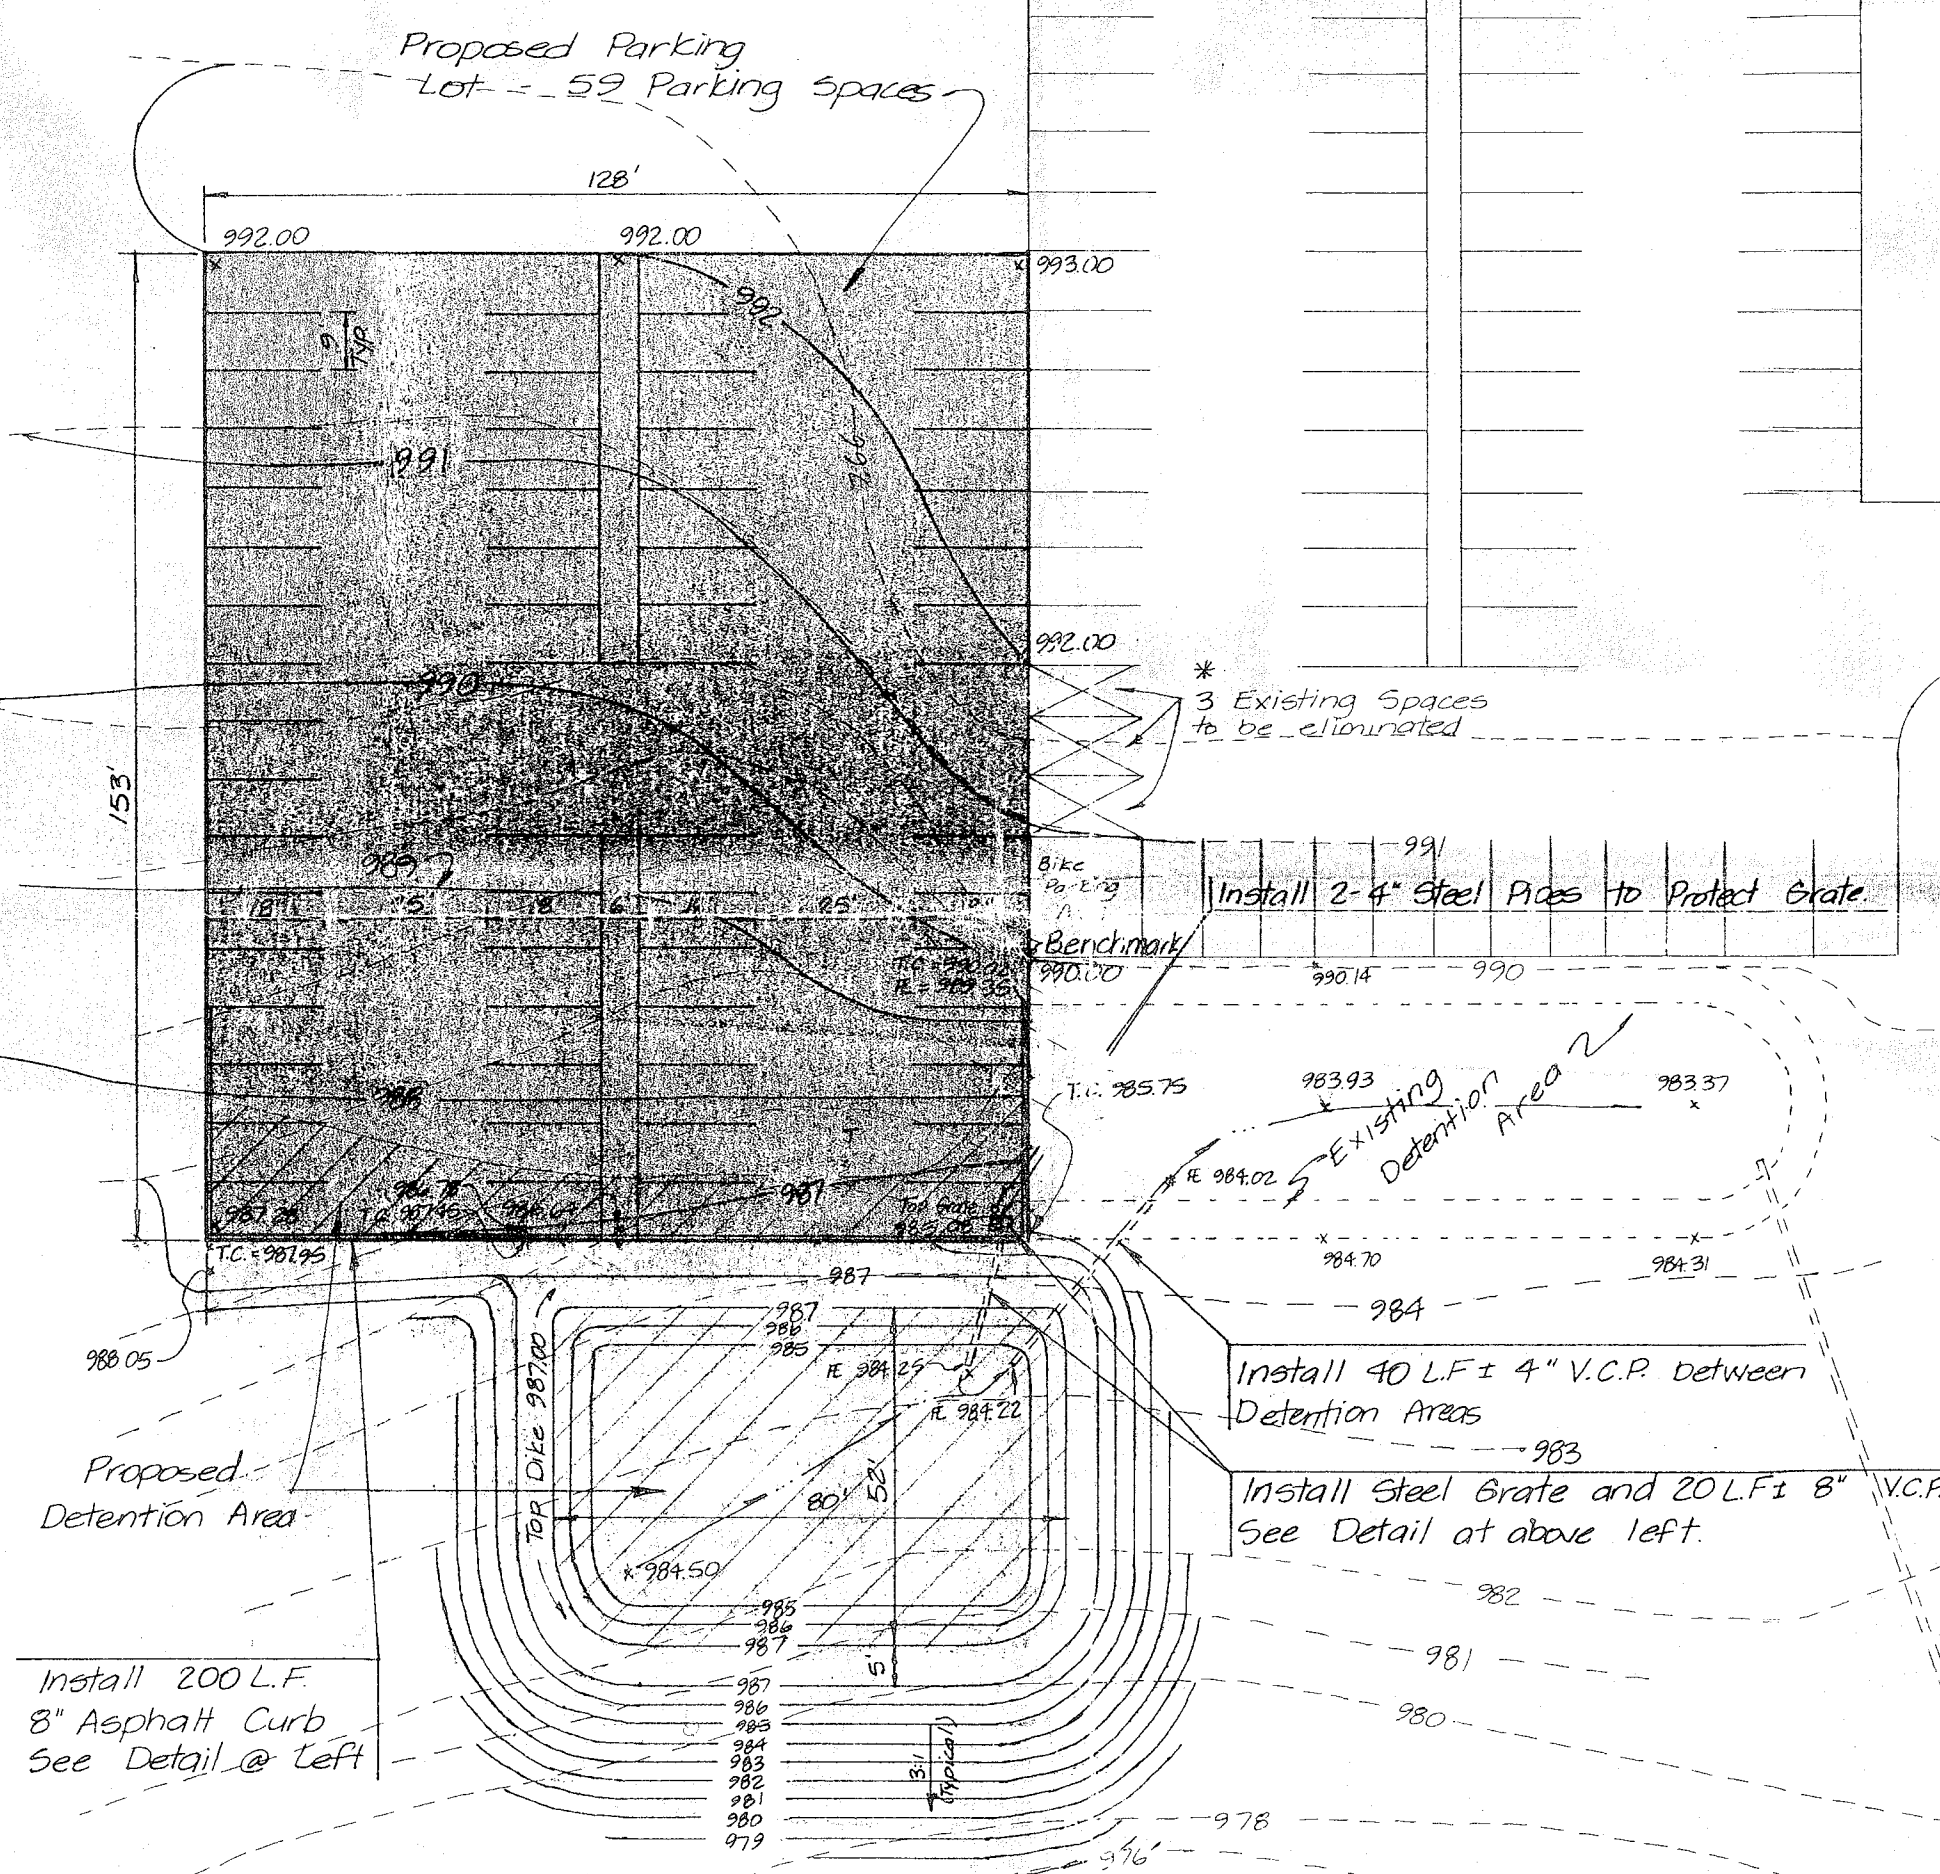 Proposed Parking
Lot - 59 Parking Spaces
128'
992.00
992.00
993.00
992
9'
Typ.
992
991
992.00
*
3 Existing Spaces
to be eliminated
990
153'
991
989
Bike
Parking
Install 2-4" Steel Pipes to Protect Grate.
18'
18'
6'
25'
Benchmark
990.00
990.14
990
T.C. 985.75
983.93
983.37
Existing
Detention
Area
988
FL 984.02
987
987.28
T.C. = 987.95
Top Grate
984.70
984.31
987
984
987
986
985
988.05
Top Dike 987.00
FL 984.25
FL 984.22
Install 40 L.F ± 4" V.C.P. between
Detention Areas
983
Proposed
Detention Area
80'
52'
Install Steel Grate and 20 L.F± 8" V.C.P.
See Detail at above left.
984.50
982
985
986
987
5'
981
Install 200 L.F.
8" Asphalt Curb
See Detail @ Left
987
986
985
984
983
982
981
980
979
3:1
(Typical)
980
978
976